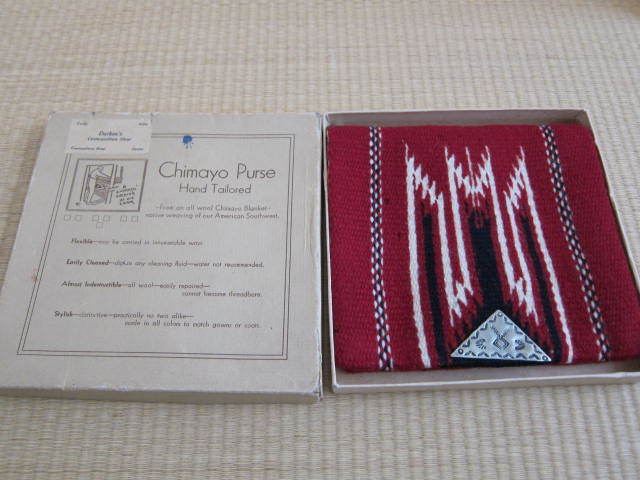 Chimayo Purse
Hand Tailored
—from an all wool Chimayo Blanket—
native weaving of our American Southwest.
Flexible—may be carried in innumerable ways.
Easily Cleaned—dip in any cleaning fluid—water not recommended.
Almost Indestructible—all wool—easily repaired—
cannot become threadbare.
Stylish—distinctive—practically no two alike—
made in all colors to match gowns or coats.